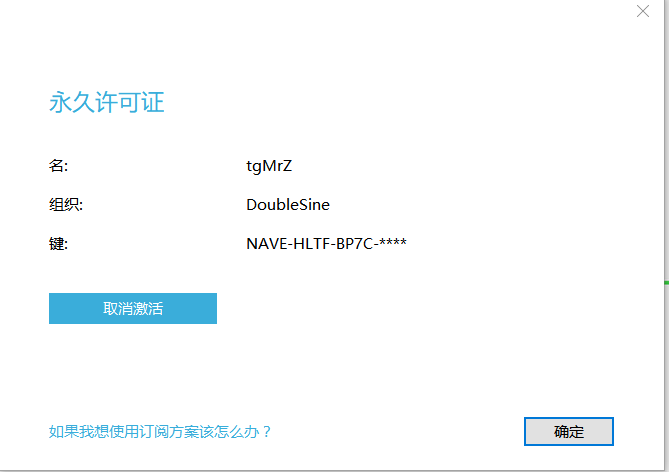 永久许可证
名: tgMrZ
组织: DoubleSine
键: NAVE-HLTF-BP7C-****
取消激活
如果我想使用订阅方案该怎么办？
确定